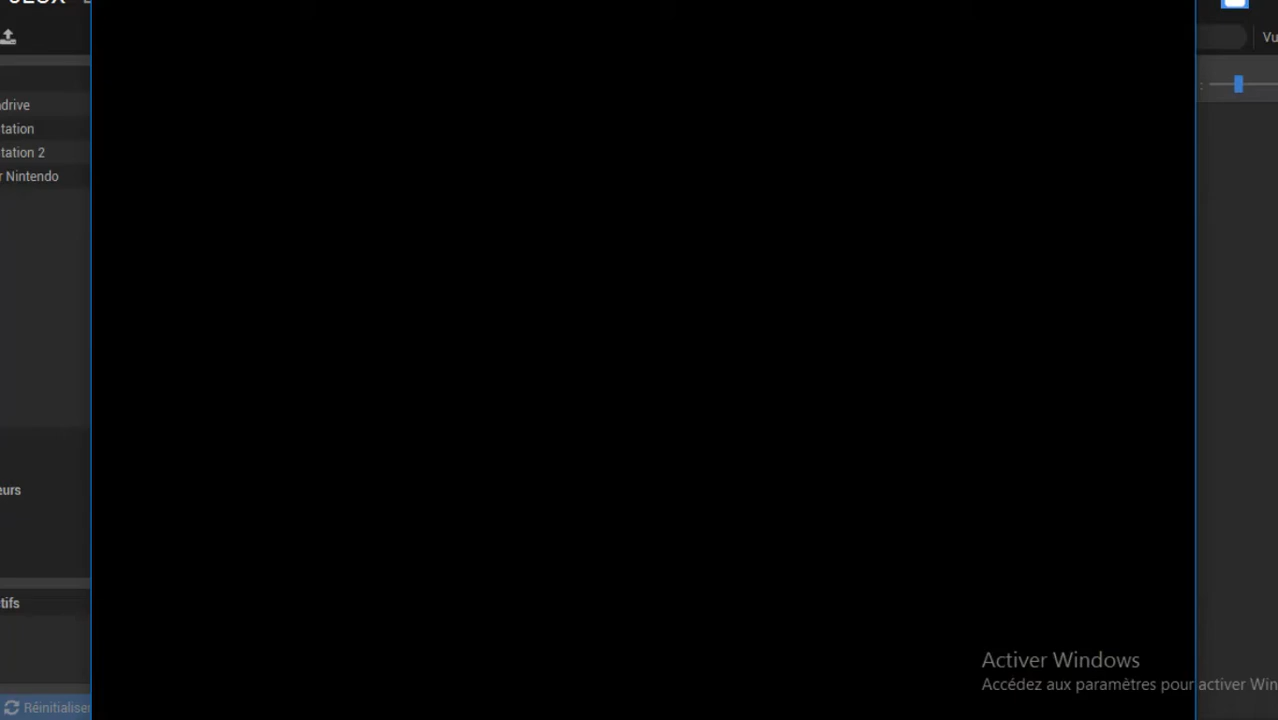 Vu
drive
tation
tation 2
r Nintendo
eurs
tifs
Activer Windows
Accédez aux paramètres pour activer Win
Réinitialiser